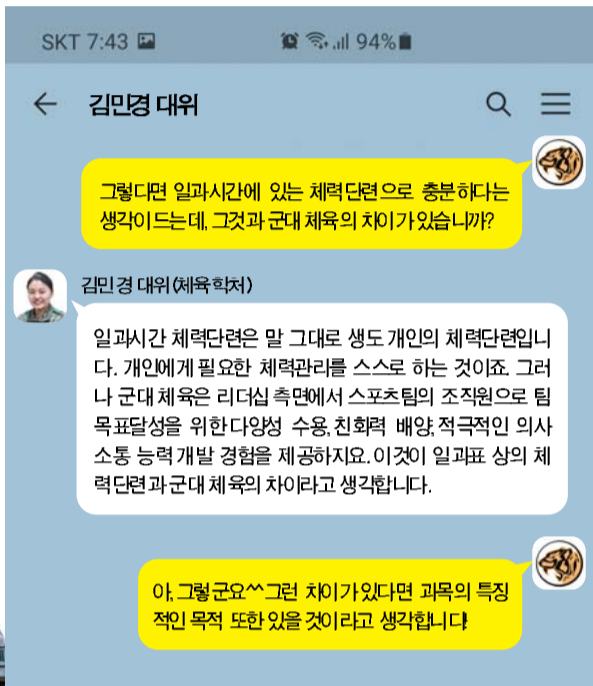 SKT 7:43
94%
김민경 대위
그렇다면 일과시간에 있는 체력단련으로 충분하다는
생각이 드는데, 그것과 군대 체육의 차이가 있습니까?
김민경 대위(체육학처)
일과시간 체력단련은 말 그대로 생도 개인의 체력단련입니
다. 개인에게 필요한 체력관리를 스스로 하는 것이죠. 그러
나 군대 체육은 리더십 측면에서 스포츠팀의 조직원으로 팀
목표달성을 위한 다양성 수용, 친화력 배양, 적극적인 의사
소통 능력 개발 경험을 제공하지요. 이것이 일과표 상의 체
력단련과 군대 체육의 차이라고 생각합니다.
아, 그렇군요^^ 그런 차이가 있다면 과목의 특징
적인 목적 또한 있을 것이라고 생각합니다!